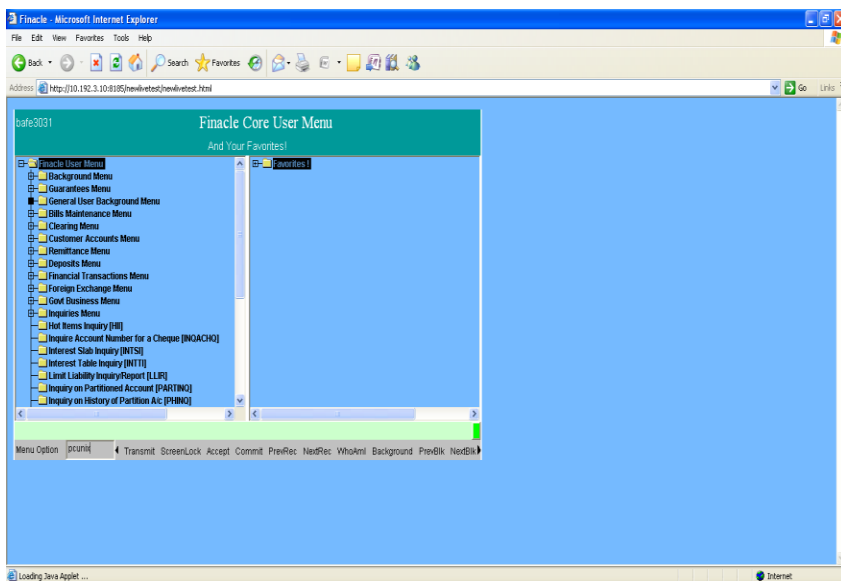 Finacle - Microsoft Internet Explorer
File Edit View Favorites Tools Help
Back Search Favorites
Address http://10.192.3.10:8185/newlivetest/newlivetest.html Go Links
bafe3031 Finacle Core User Menu
And Your Favorites!
Finacle User Menu
Background Menu
Guarantees Menu
General User Background Menu
Bills Maintenance Menu
Clearing Menu
Customer Accounts Menu
Remittance Menu
Deposits Menu
Financial Transactions Menu
Foreign Exchange Menu
Govt Business Menu
Inquiries Menu
Hot Items Inquiry [HII]
Inquire Account Number for a Cheque [INQACHQ]
Interest Slab Inquiry [INTSI]
Interest Table Inquiry [INTTI]
Limit Liability Inquiry/Report [LLIR]
Inquiry on Partitioned Account [PARTINQ]
Inquiry on History of Partition A/c [PHINQ]
Favorites !
Menu Option pcunix Transmit ScreenLock Accept Commit PrevRec NextRec WhoAmI Background PrevBlk NextBlk
Loading Java Applet ... Internet